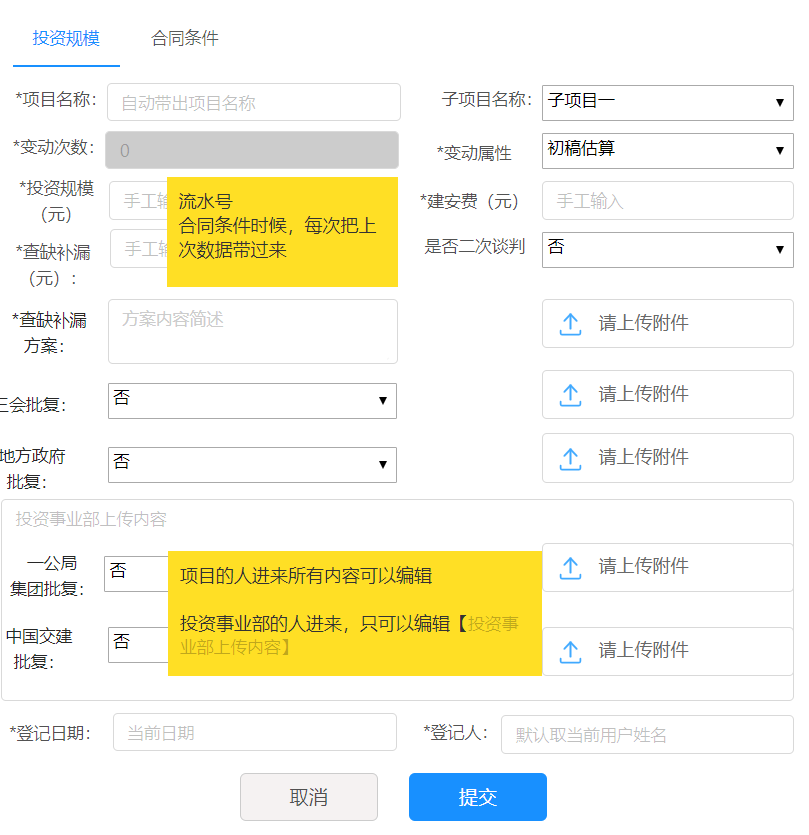 投资规模
合同条件
*项目名称：
自动带出项目名称
子项目名称：
子项目一
*变动次数：
0
*变动属性
初稿估算
*投资规模
（元）
手工输
流水号
合同条件时候，每次把上
次数据带过来
*建安费（元）
手工输入
*查缺补漏
（元）：
手工输
是否二次谈判
否
*查缺补漏
方案：
方案内容简述
请上传附件
三会批复：
否
请上传附件
地方政府
批复：
否
请上传附件
投资事业部上传内容
一公局
集团批复：
否
项目的人进来所有内容可以编辑
投资事业部的人进来，只可以编辑【投资事
业部上传内容】
请上传附件
中国交建
批复：
否
请上传附件
*登记日期：
当前日期
*登记人：
默认取当前用户姓名
取消
提交